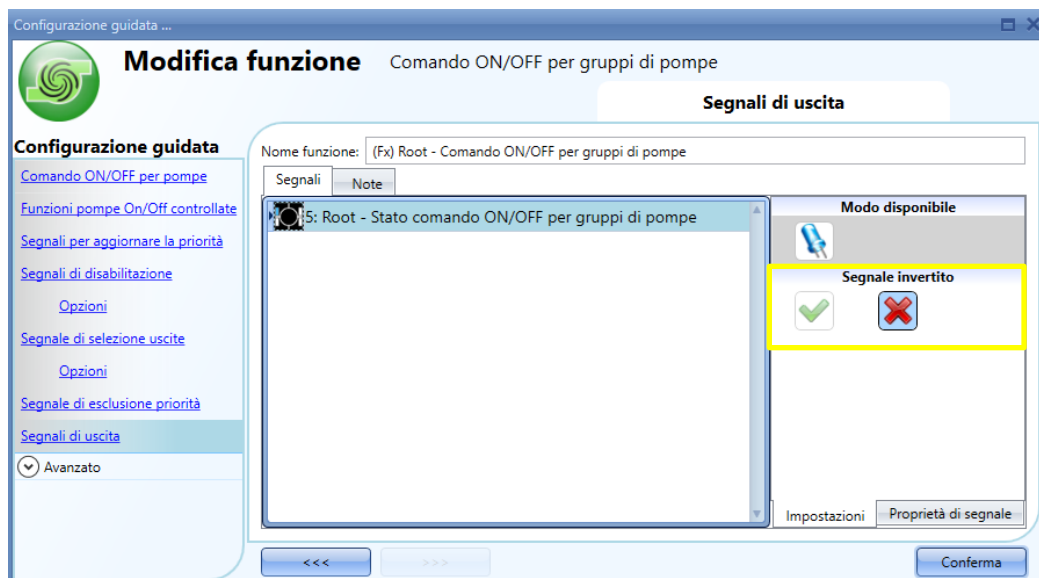 Configurazione guidata ...
Modifica funzione Comando ON/OFF per gruppi di pompe
Segnali di uscita
Configurazione guidata
Comando ON/OFF per pompe
Funzioni pompe On/Off controllate
Segnali per aggiornare la priorità
Segnali di disabilitazione
Opzioni
Segnale di selezione uscite
Opzioni
Segnale di esclusione priorità
Segnali di uscita
Avanzato
Nome funzione: (Fx) Root - Comando ON/OFF per gruppi di pompe
Segnali Note
5: Root - Stato comando ON/OFF per gruppi di pompe
Modo disponibile
Segnale invertito
Impostazioni Proprietà di segnale
<<< >>> Conferma